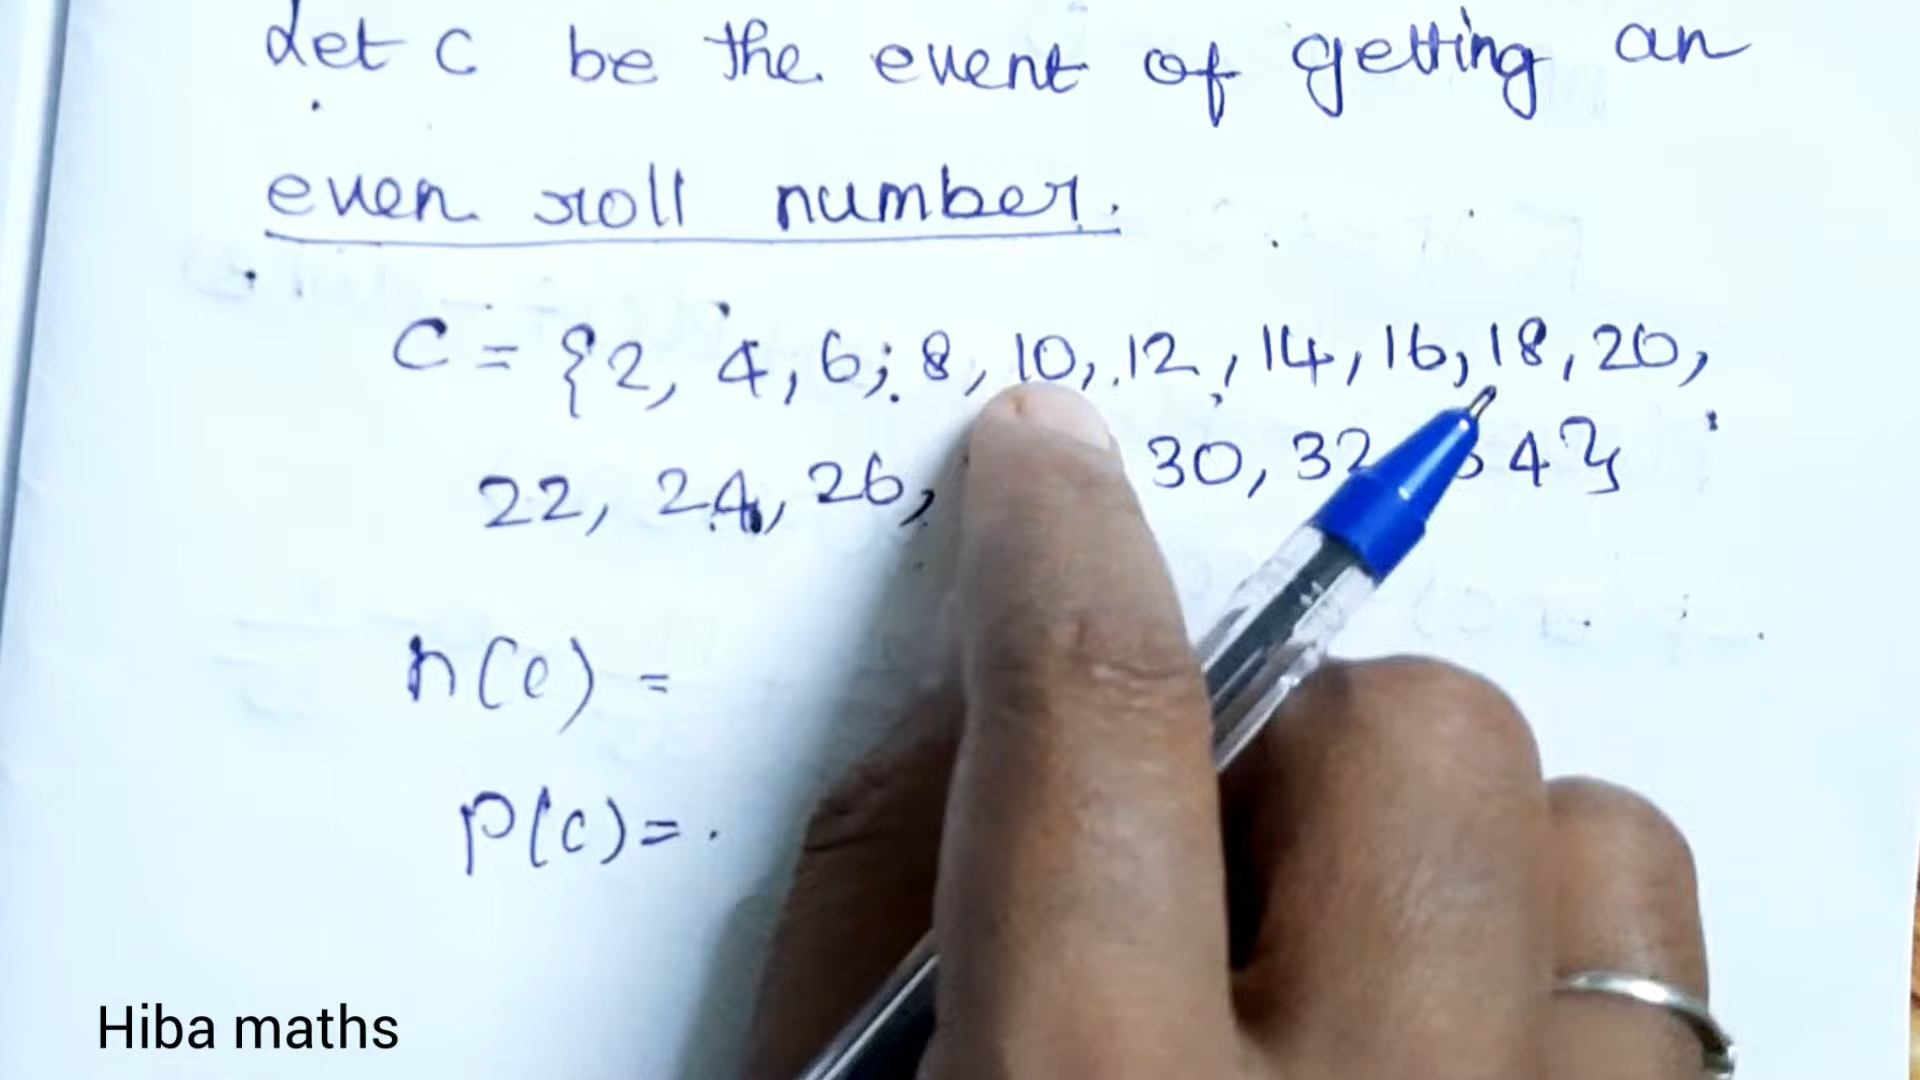 Let C be the event of getting an
even roll number.
C = {2, 4, 6, 8, 10, 12, 14, 16, 18, 20,
22, 24, 26, 30, 32 34}
n(C) =
P(C) =
Hiba maths